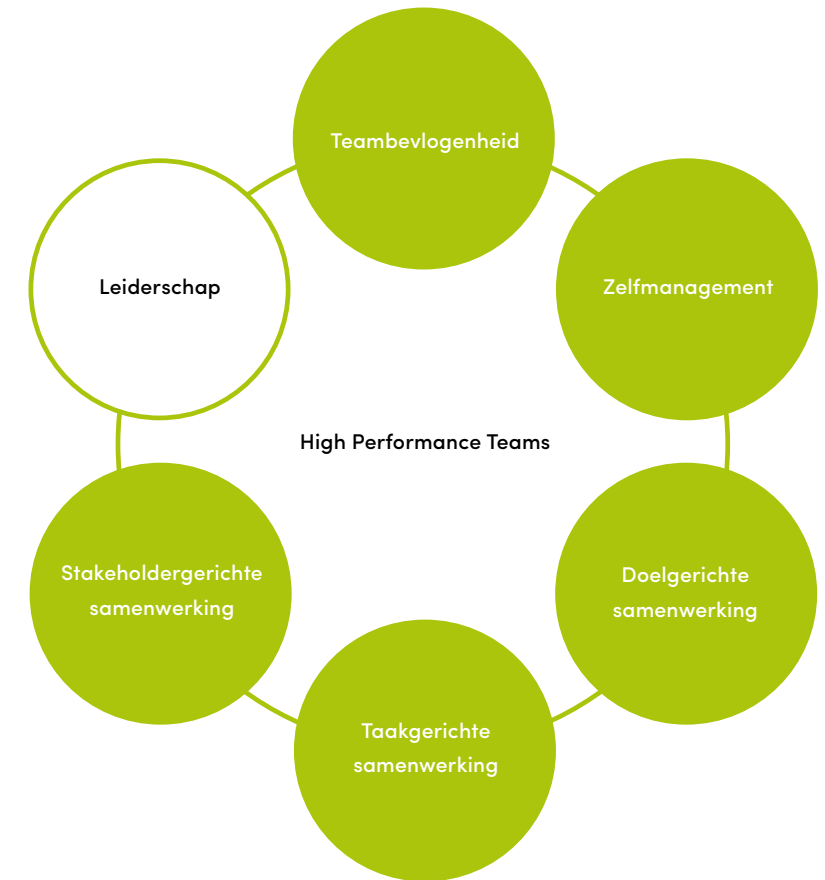 Teambevlogenheid
Leiderschap
Zelfmanagement
High Performance Teams
Stakeholdergerichte
samenwerking
Doelgerichte
samenwerking
Taakgerichte
samenwerking